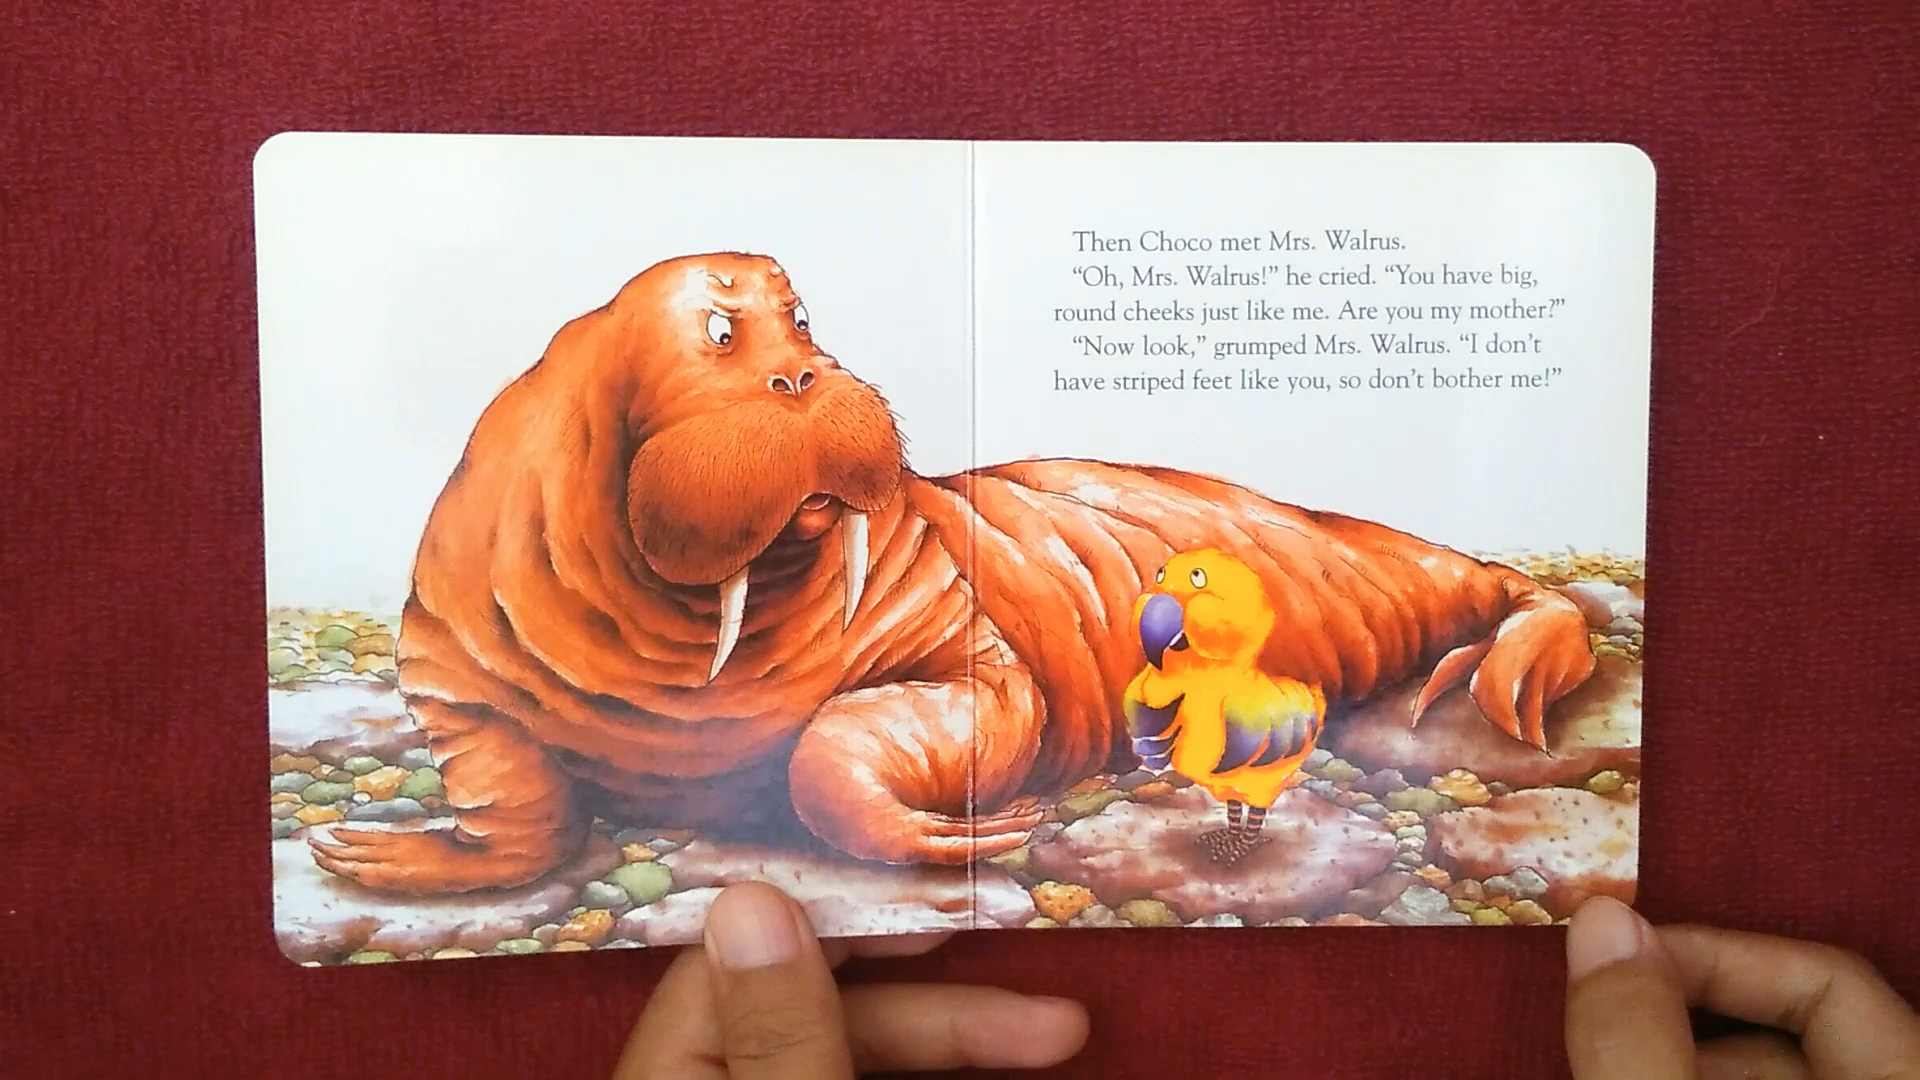 Then Choco met Mrs. Walrus.
“Oh, Mrs. Walrus!” he cried. “You have big,
round cheeks just like me. Are you my mother?”
“Now look,” grumped Mrs. Walrus. “I don’t
have striped feet like you, so don’t bother me!”